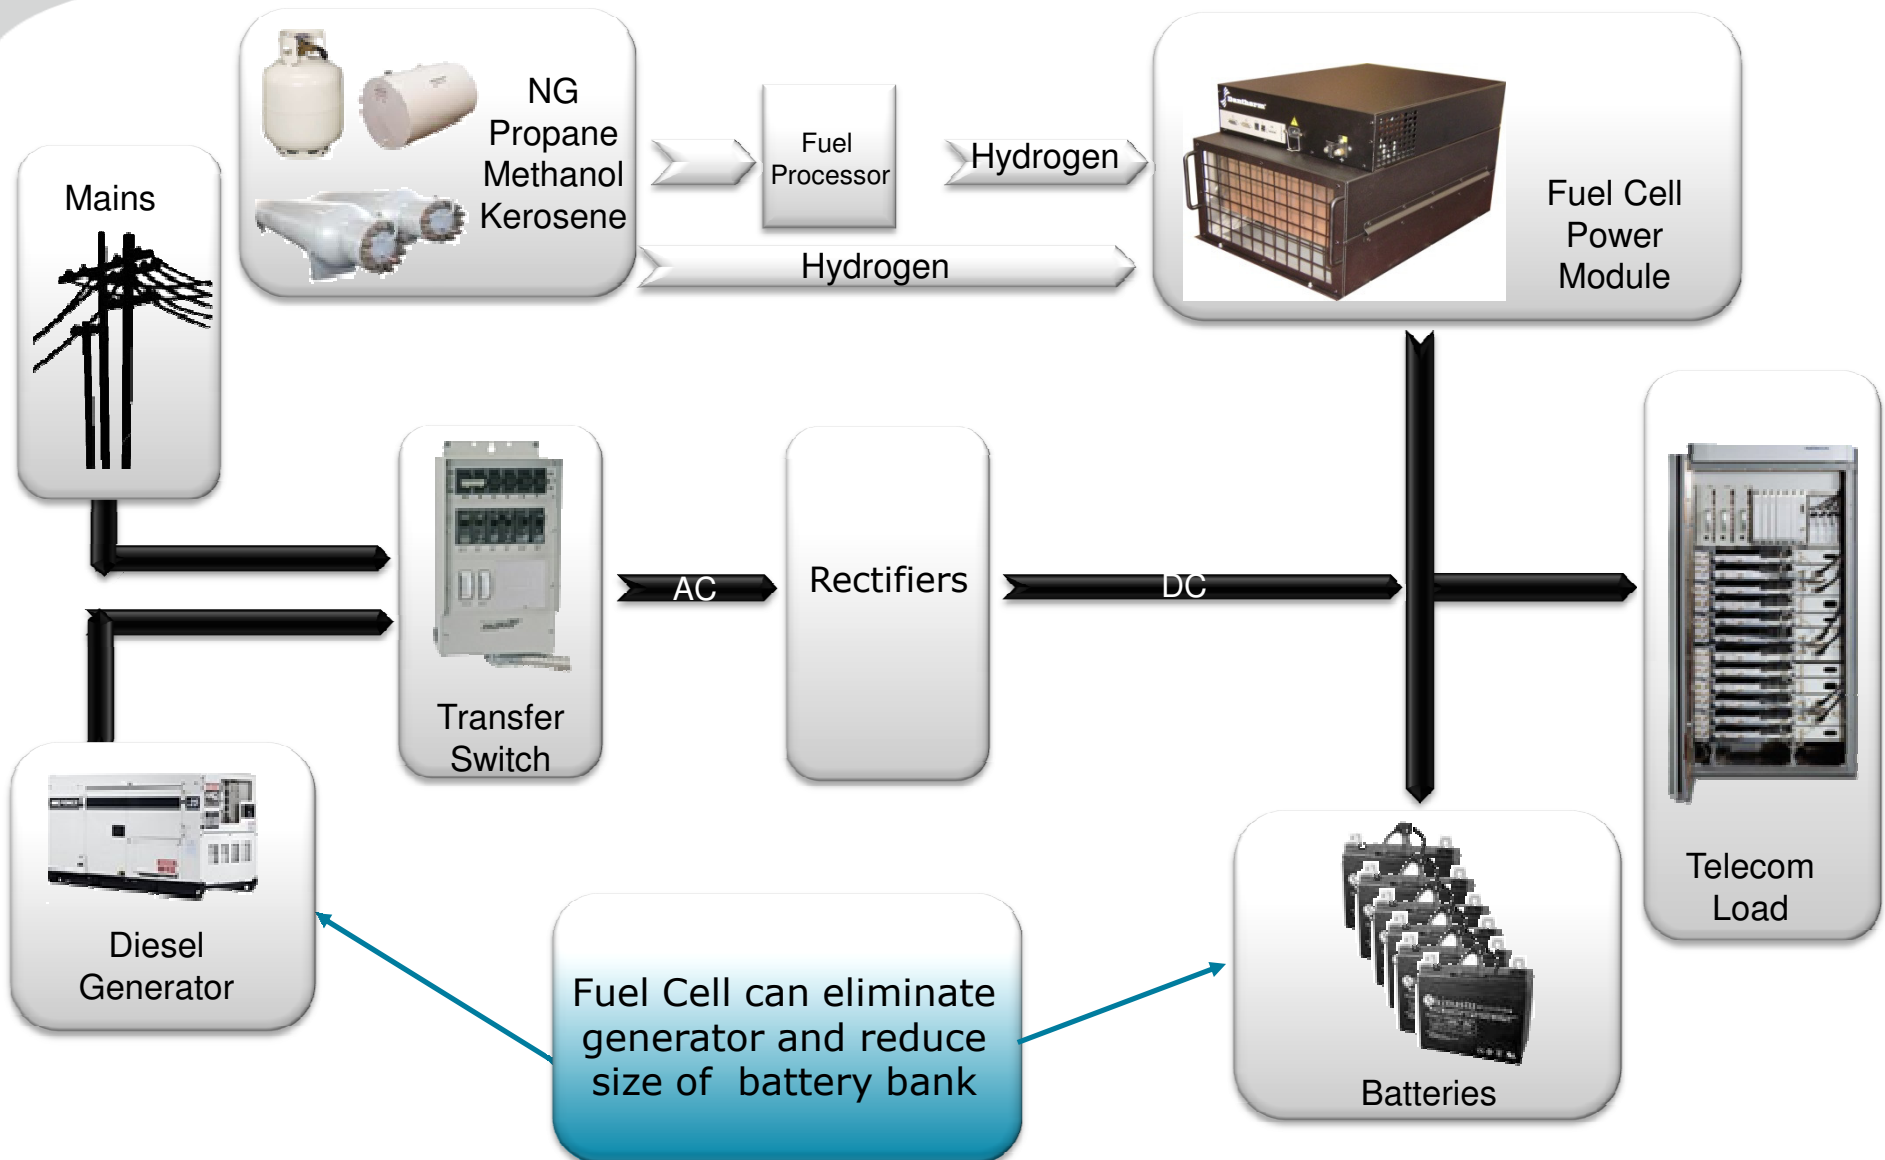 NG
Propane
Methanol
Kerosene
Fuel
Processor
Hydrogen
Hydrogen
Dantherm
Fuel Cell
Power
Module
Mains
Transfer
Switch
AC
Rectifiers
DC
Telecom
Load
Diesel
Generator
Fuel Cell can eliminate
generator and reduce
size of battery bank
Batteries